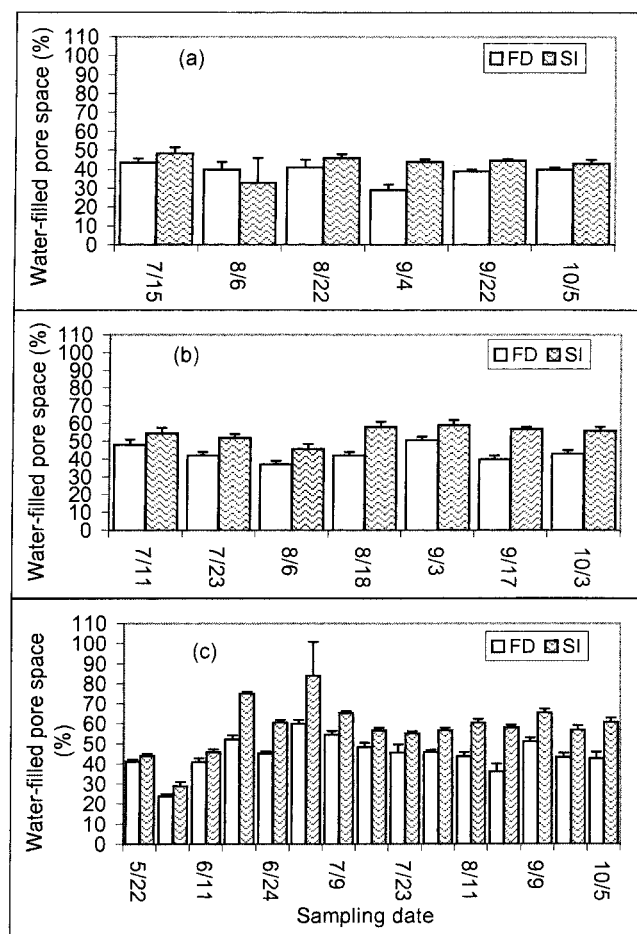 Water-filled pore space (%)
110
100
90
80
70
60
50
40
30
20
10
0
(a)
FD SI
7/15 8/6 8/22 9/4 9/22 10/5
Water-filled pore space (%)
110
100
90
80
70
60
50
40
30
20
10
0
(b)
FD SI
7/11 7/23 8/6 8/18 9/3 9/17 10/3
Water-filled pore space
(%)
110
100
90
80
70
60
50
40
30
20
10
0
(c)
FD SI
5/22 6/11 6/24 7/9 7/23 8/11 9/9 10/5
Sampling date